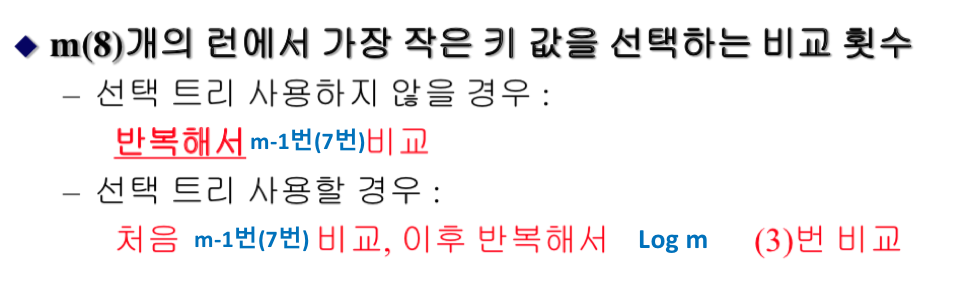 ◆ m(8)개의 런에서 가장 작은 키 값을 선택하는 비교 횟수
– 선택 트리 사용하지 않을 경우 :
반복해서 m-1번(7번)비교
– 선택 트리 사용할 경우 :
처음 m-1번(7번) 비교, 이후 반복해서 Log m (3)번 비교